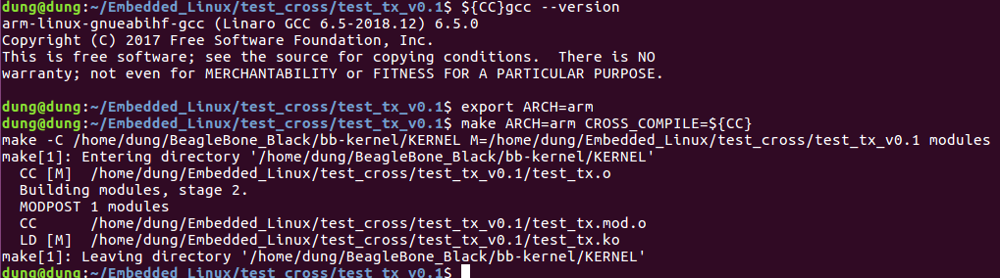 dung@dung:~/Embedded_Linux/test_cross/test_tx_v0.1$ ${CC}gcc --version
arm-linux-gnueabihf-gcc (Linaro GCC 6.5-2018.12) 6.5.0
Copyright (C) 2017 Free Software Foundation, Inc.
This is free software; see the source for copying conditions.  There is NO
warranty; not even for MERCHANTABILITY or FITNESS FOR A PARTICULAR PURPOSE.

dung@dung:~/Embedded_Linux/test_cross/test_tx_v0.1$ export ARCH=arm
dung@dung:~/Embedded_Linux/test_cross/test_tx_v0.1$ make ARCH=arm CROSS_COMPILE=${CC}
make -C /home/dung/BeagleBone_Black/bb-kernel/KERNEL M=/home/dung/Embedded_Linux/test_cross/test_tx_v0.1 modules
make[1]: Entering directory '/home/dung/BeagleBone_Black/bb-kernel/KERNEL'
  CC [M]  /home/dung/Embedded_Linux/test_cross/test_tx_v0.1/test_tx.o
  Building modules, stage 2.
  MODPOST 1 modules
  CC      /home/dung/Embedded_Linux/test_cross/test_tx_v0.1/test_tx.mod.o
  LD [M]  /home/dung/Embedded_Linux/test_cross/test_tx_v0.1/test_tx.ko
make[1]: Leaving directory '/home/dung/BeagleBone_Black/bb-kernel/KERNEL'
dung@dung:~/Embedded_Linux/test_cross/test_tx_v0.1$